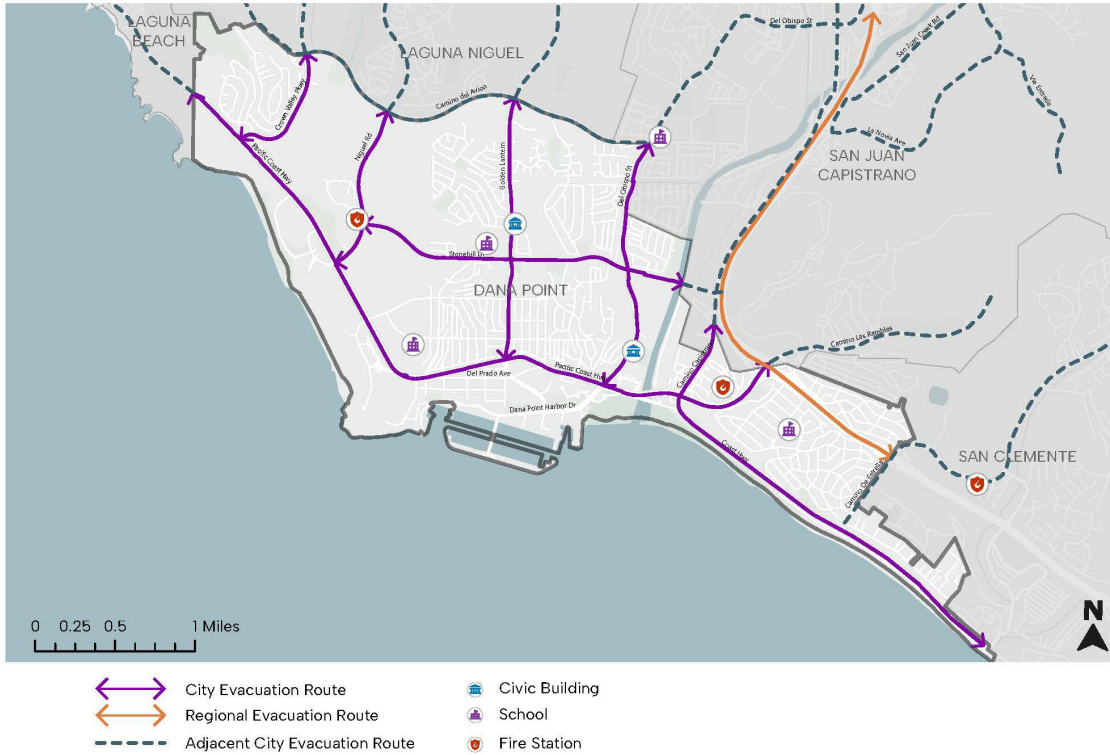 LAGUNA
BEACH
LAGUNA NIGUEL
Del Obispo St
San Juan Creek Rd
Via Entrada
La Novia Ave
SAN JUAN
CAPISTRANO
Crown Valley Pkwy
Camino del Avion
Pacific Coast Hwy
Niguel Rd
Golden Lantern
Del Obispo St
Stonehill Dr
DANA POINT
Camino Las Ramblas
Camino Capistrano
Pacific Coast Hwy
Del Prado Ave
Dana Point Harbor Dr
Coast Hwy
Camino De Estrella
SAN CLEMENTE
0 0.25 0.5 1 Miles
N
City Evacuation Route
Regional Evacuation Route
Adjacent City Evacuation Route
Civic Building
School
Fire Station